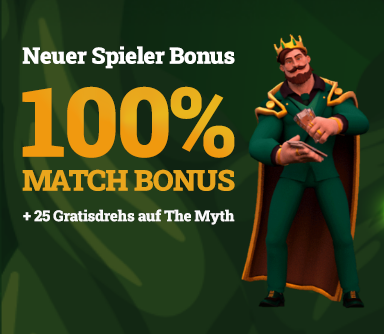 Neuer Spieler Bonus
100%
MATCH BONUS
+ 25 Gratisdrehs auf The Myth